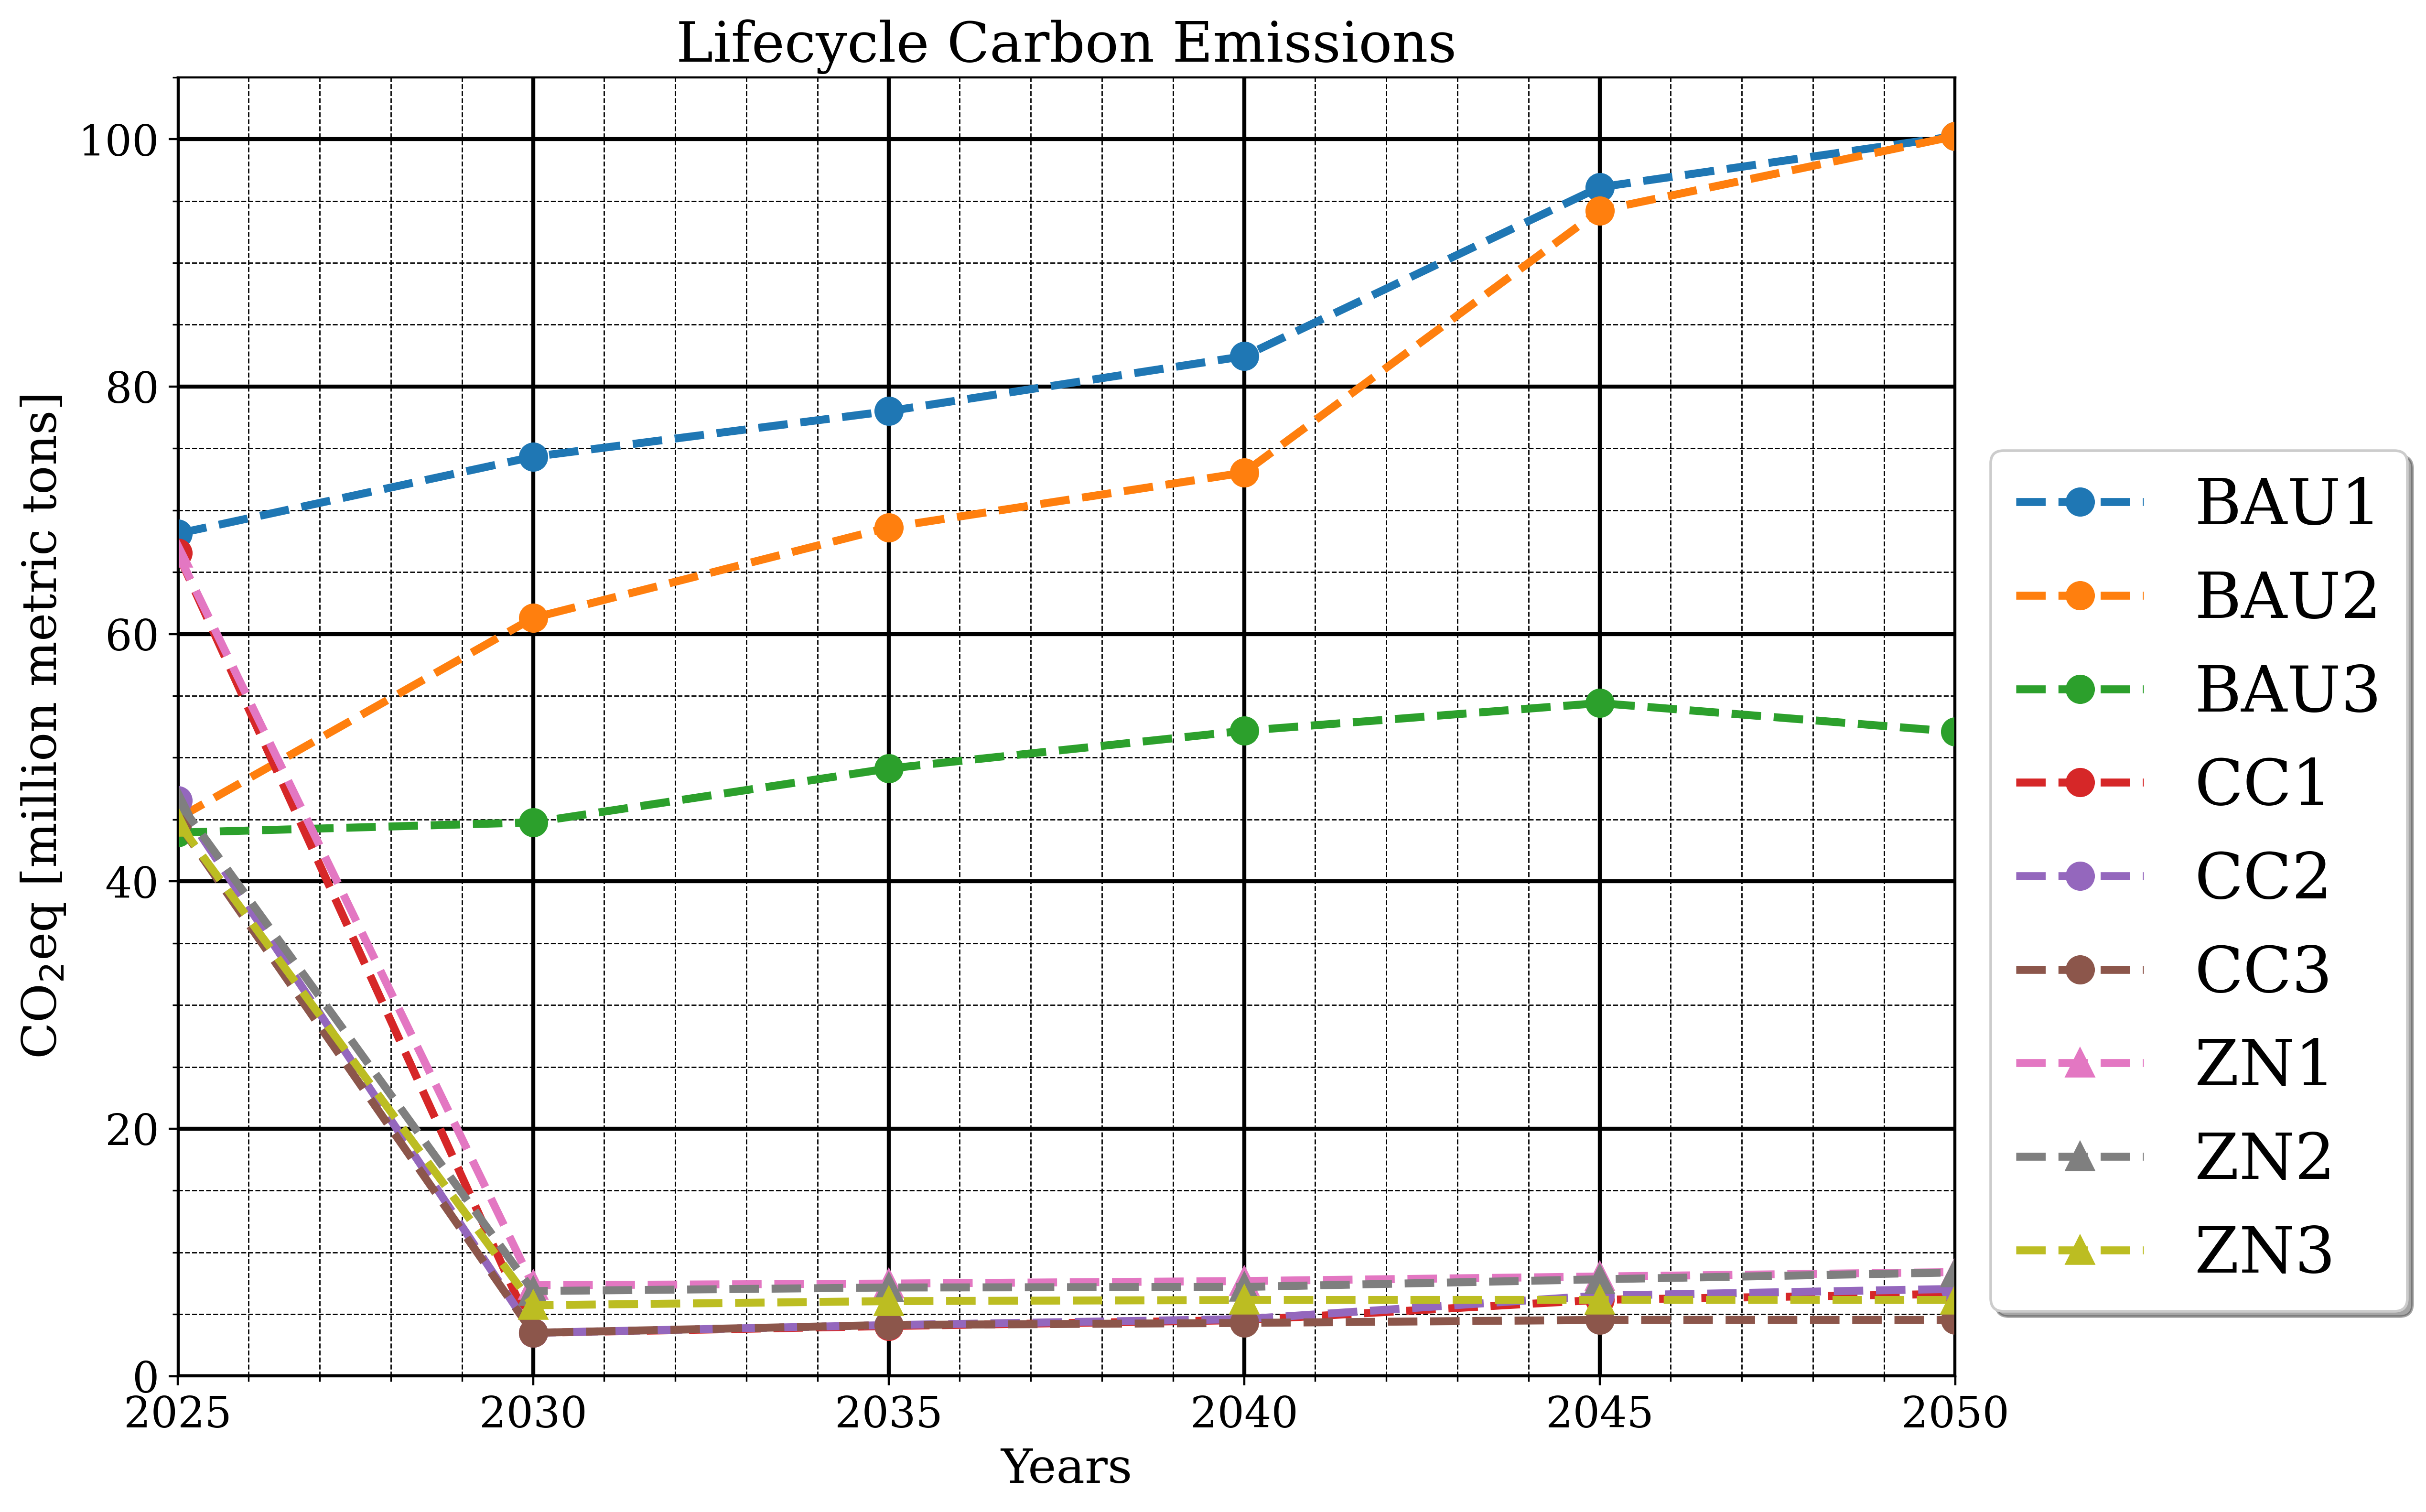 Lifecycle Carbon Emissions
CO₂eq [million metric tons]
100
80
60
40
20
0
2025 2030 2035 2040 2045 2050
Years
BAU1
BAU2
BAU3
CC1
CC2
CC3
ZN1
ZN2
ZN3